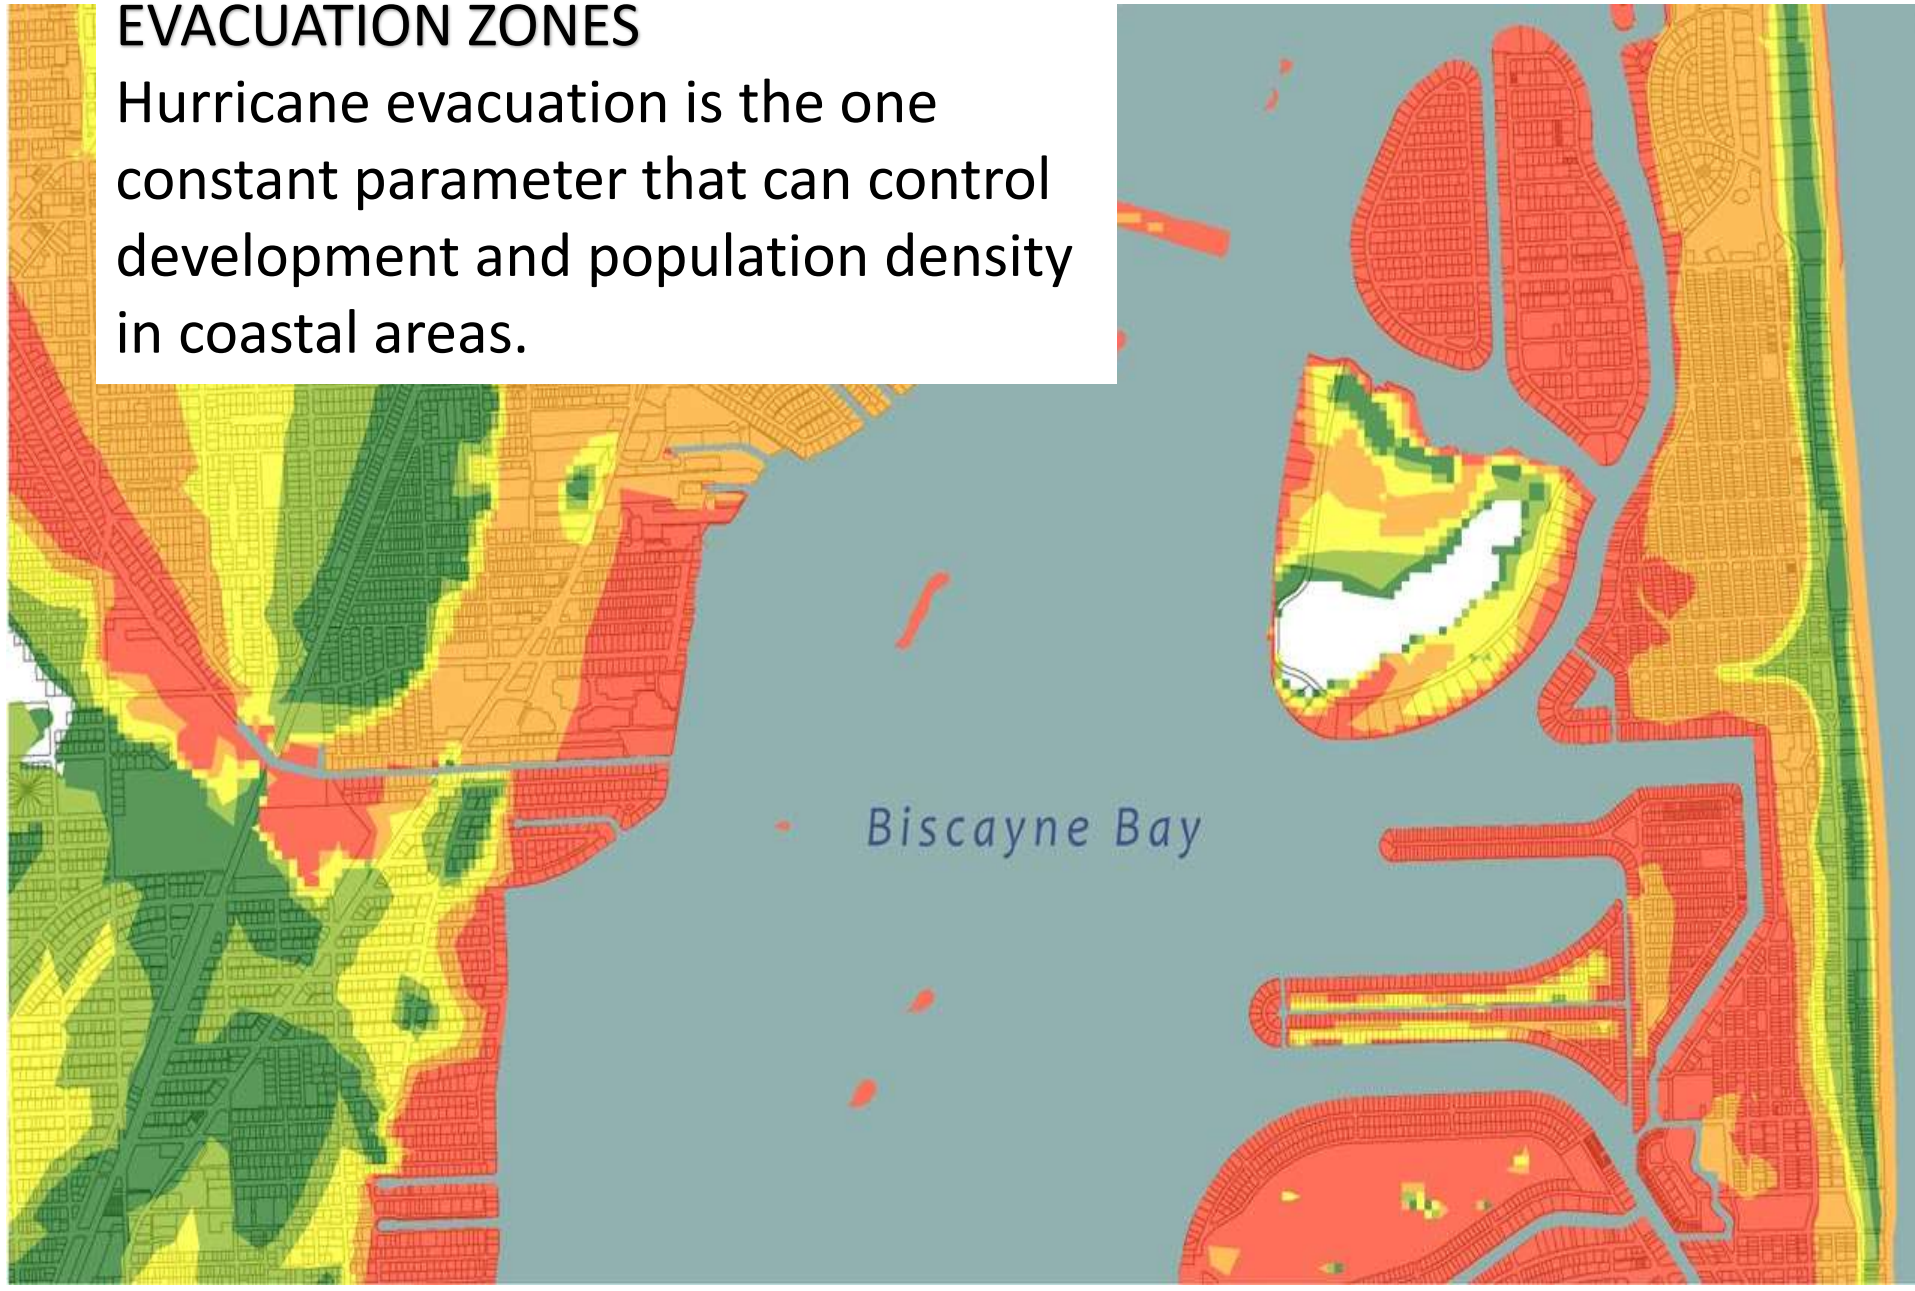 EVACUATION ZONES
Hurricane evacuation is the one
constant parameter that can control
development and population density
in coastal areas.
Biscayne Bay